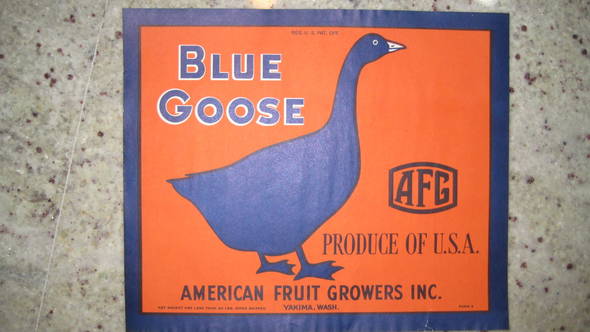 REG. U. S. PAT. OFF.
BLUE
GOOSE
AFG
PRODUCE OF U.S.A.
AMERICAN FRUIT GROWERS INC.
YAKIMA, WASH.